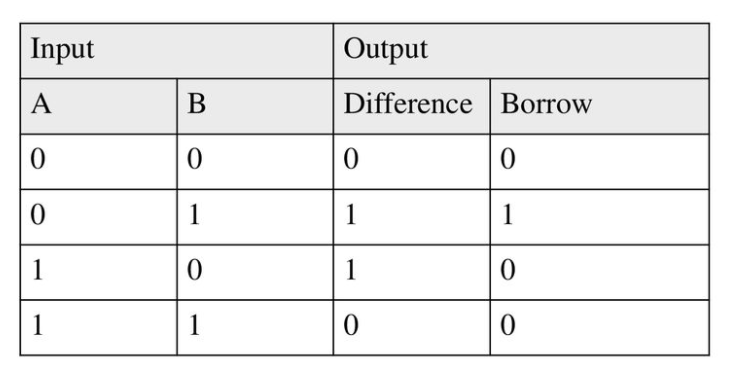 Input Output
A B Difference Borrow
0 0 0 0
0 1 1 1
1 0 1 0
1 1 0 0